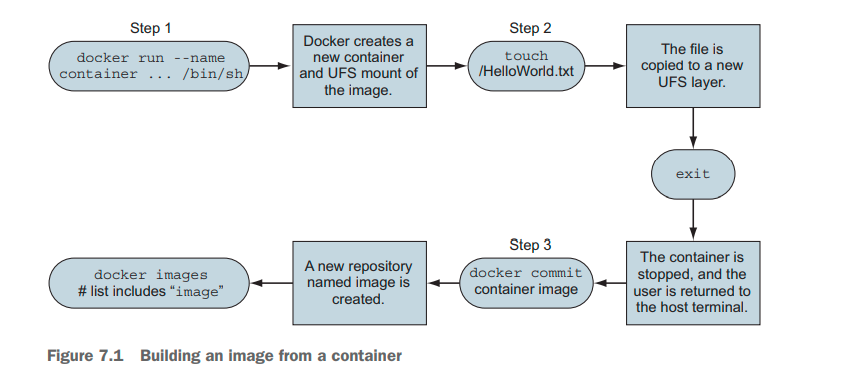 Step 1
docker run --name
container ... /bin/sh
Docker creates a
new container
and UFS mount of
the image.
Step 2
touch
/HelloWorld.txt
The file is
copied to a new
UFS layer.
exit
The container is
stopped, and the
user is returned to
the host terminal.
Step 3
docker commit
container image
A new repository
named image is
created.
docker images
# list includes “image”
Figure 7.1 Building an image from a container